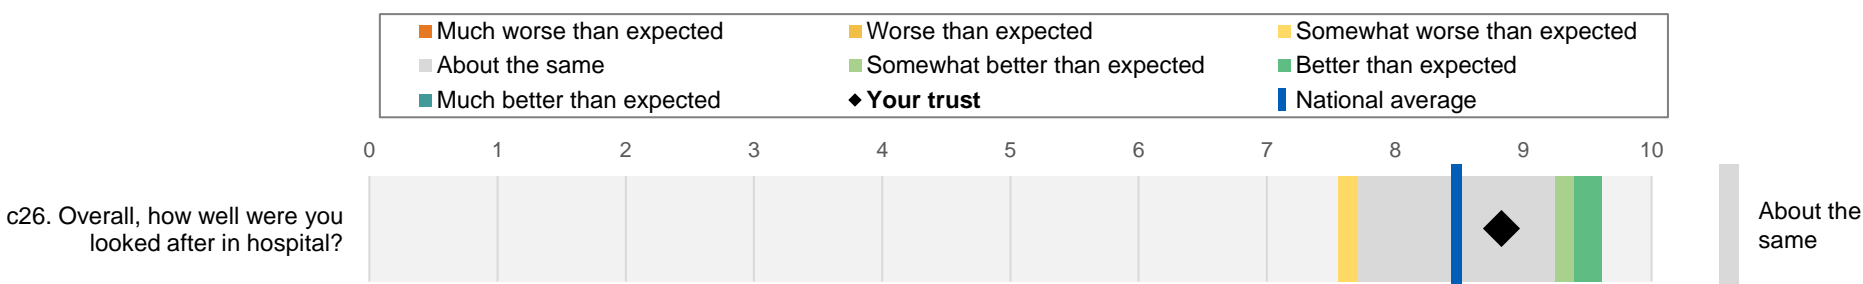 Much worse than expected
Worse than expected
Somewhat worse than expected
About the same
Somewhat better than expected
Better than expected
Much better than expected
Your trust
National average
0 1 2 3 4 5 6 7 8 9 10
c26. Overall, how well were you
looked after in hospital?
About the
same